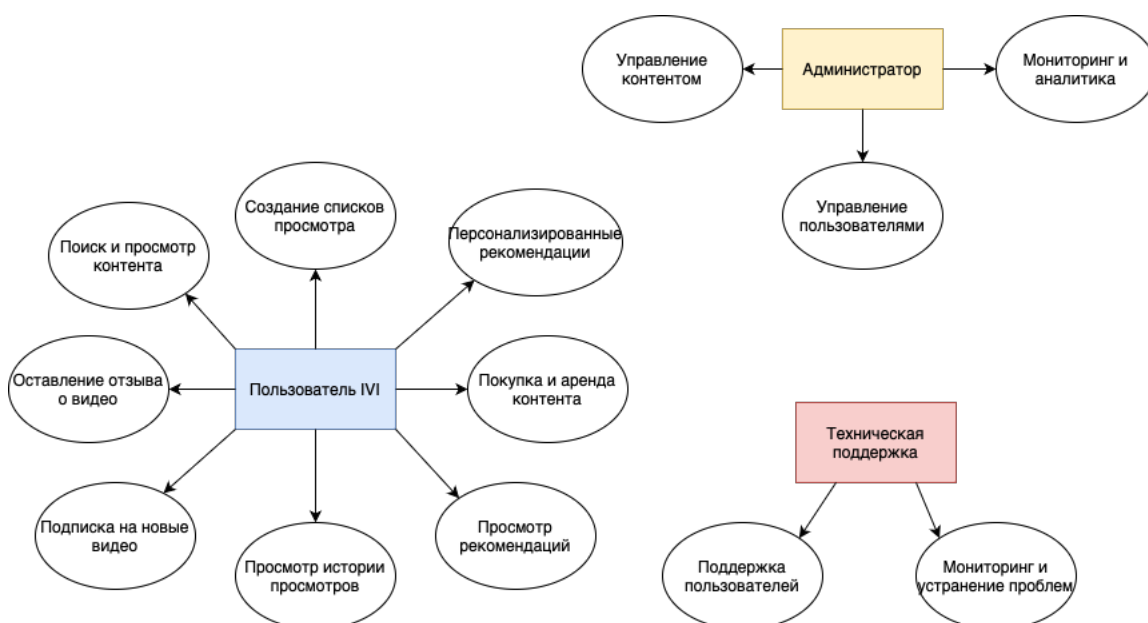 Управление
контентом
Администратор
Мониторинг и
аналитика
Управление
пользователями
Создание списков
просмотра
Персонализированные
рекомендации
Поиск и просмотр
контента
Оставление отзыва
о видео
Пользователь IVI
Покупка и аренда
контента
Техническая
поддержка
Подписка на новые
видео
Просмотр истории
просмотров
Просмотр
рекомендаций
Поддержка
пользователей
Мониторинг и
устранение проблем